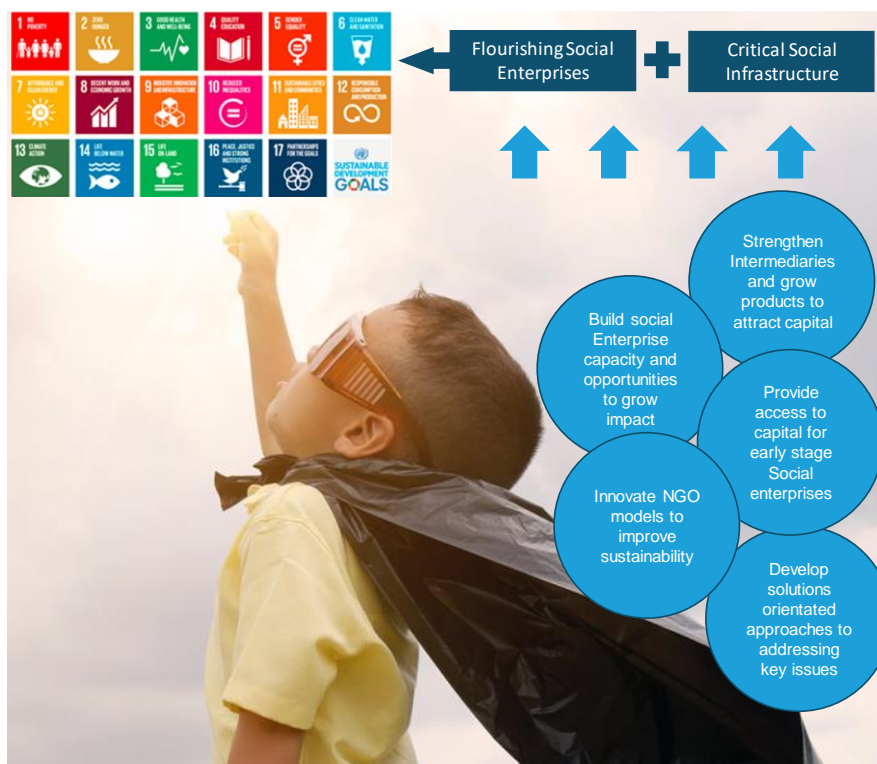 1 NO
POVERTY
2 ZERO
HUNGER
3 GOOD HEALTH
AND WELL-BEING
4 QUALITY
EDUCATION
5 GENDER
EQUALITY
6 CLEAN WATER
AND SANITATION
7 AFFORDABLE AND
CLEAN ENERGY
8 DECENT WORK AND
ECONOMIC GROWTH
9 INDUSTRY, INNOVATION
AND INFRASTRUCTURE
10 REDUCED
INEQUALITIES
11 SUSTAINABLE CITIES
AND COMMUNITIES
12 RESPONSIBLE
CONSUMPTION
AND PRODUCTION
13 CLIMATE
ACTION
14 LIFE
BELOW WATER
15 LIFE
ON LAND
16 PEACE, JUSTICE
AND STRONG
INSTITUTIONS
17 PARTNERSHIPS
FOR THE GOALS
SUSTAINABLE
DEVELOPMENT
GOALS
Flourishing Social
Enterprises
Critical Social
Infrastructure
Strengthen
Intermediaries
and grow
products to
attract capital
Build social
Enterprise
capacity and
opportunities
to grow
impact
Provide
access to
capital for
early stage
Social
enterprises
Innovate NGO
models to
improve
sustainability
Develop
solutions
orientated
approaches to
addressing
key issues